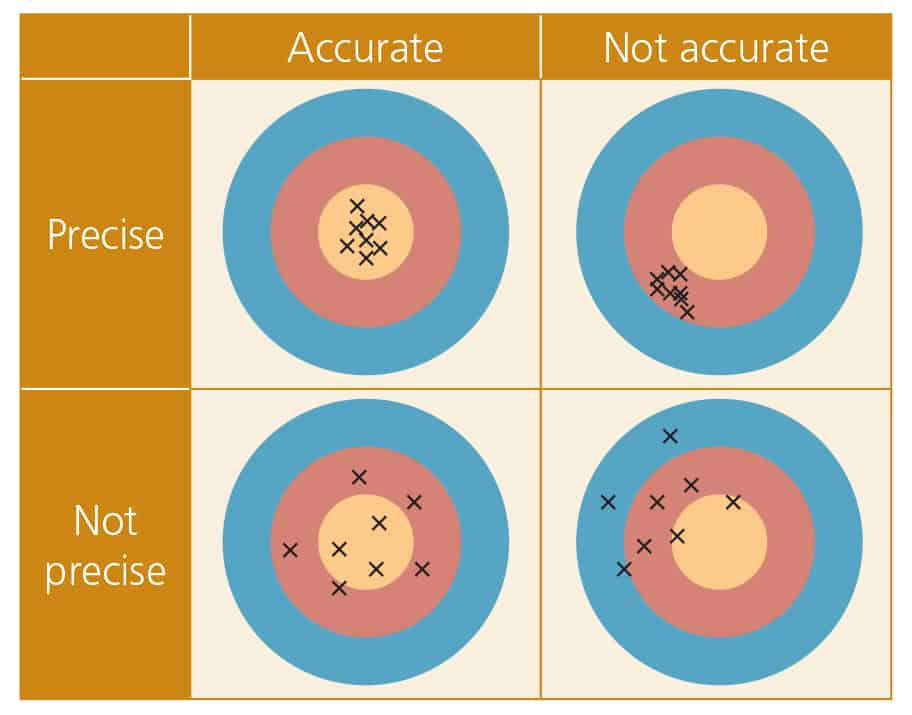 Accurate
Not accurate
Precise
Not
precise